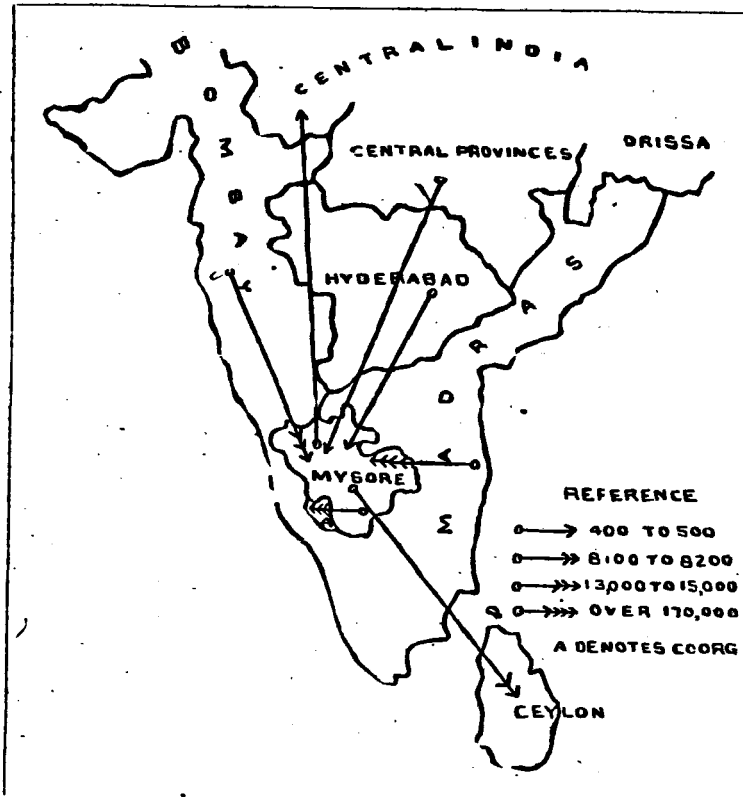 CENTRAL INDIA
BOMBAY
CENTRAL PROVINCES
ORISSA
HYDERABAD
MADRAS
MYSORE
REFERENCE
400 TO 500
8100 TO 8200
13,000 TO 15,000
OVER 170,000
A DENOTES COORG
CEYLON